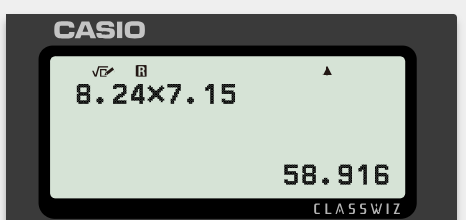 CASIO
√▯ R ▲
8.24×7.15
58.916
CLASSWIZ